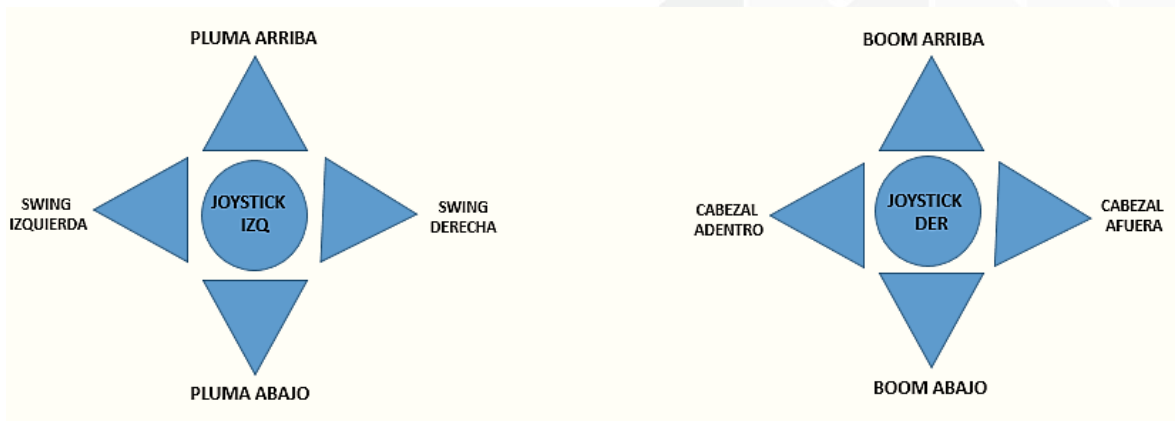 PLUMA ARRIBA
SWING
IZQUIERDA
JOYSTICK
IZQ
SWING
DERECHA
PLUMA ABAJO
BOOM ARRIBA
CABEZAL
ADENTRO
JOYSTICK
DER
CABEZAL
AFUERA
BOOM ABAJO